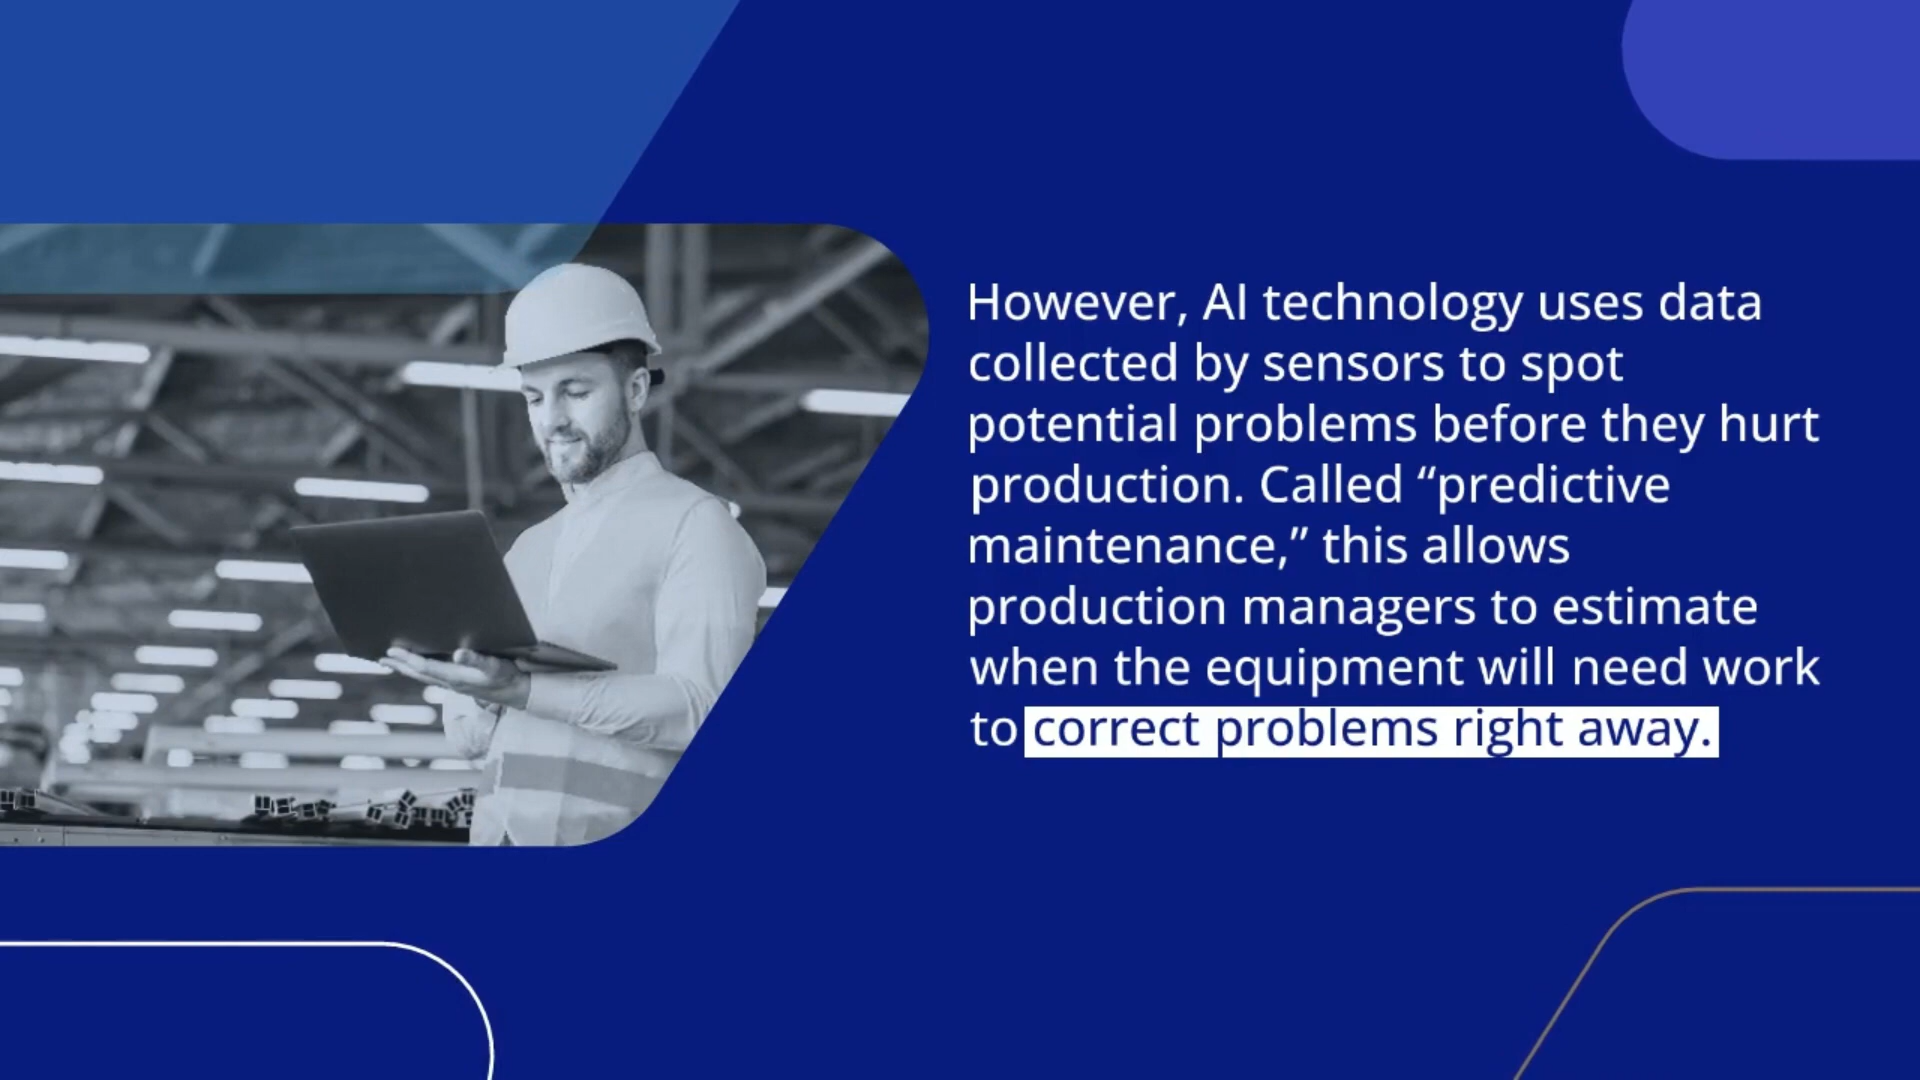 However, AI technology uses data
collected by sensors to spot
potential problems before they hurt
production. Called “predictive
maintenance,” this allows
production managers to estimate
when the equipment will need work
to correct problems right away.